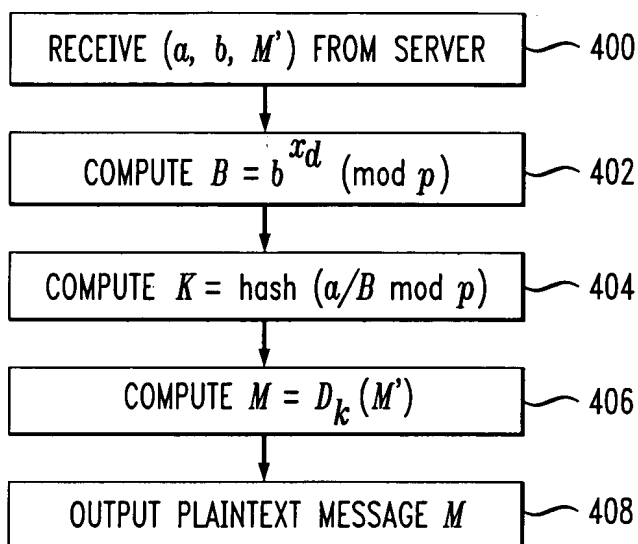 RECEIVE (a, b, M') FROM SERVER 400
COMPUTE B = b^{x_d} (mod p) 402
COMPUTE K = hash (a/B mod p) 404
COMPUTE M = D_k (M') 406
OUTPUT PLAINTEXT MESSAGE M 408